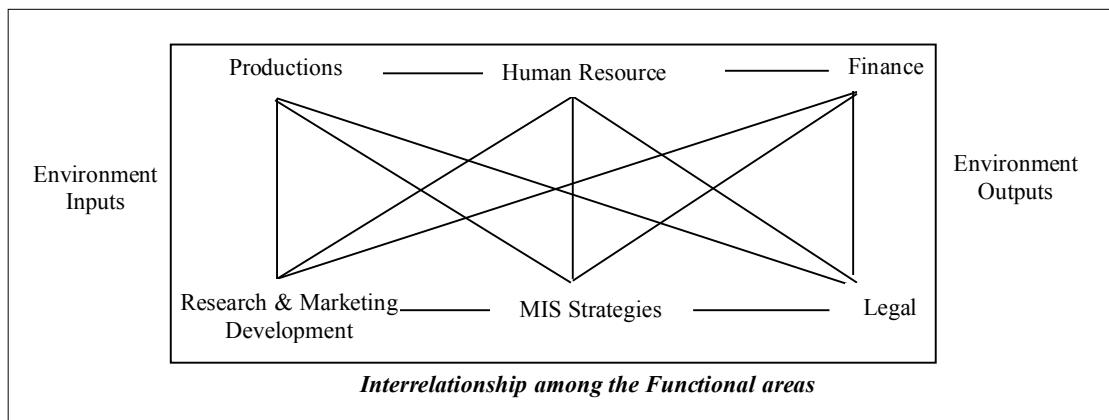 Productions
Human Resource
Finance
Environment
Inputs
Environment
Outputs
Research & Marketing
Development
MIS Strategies
Legal
Interrelationship among the Functional areas